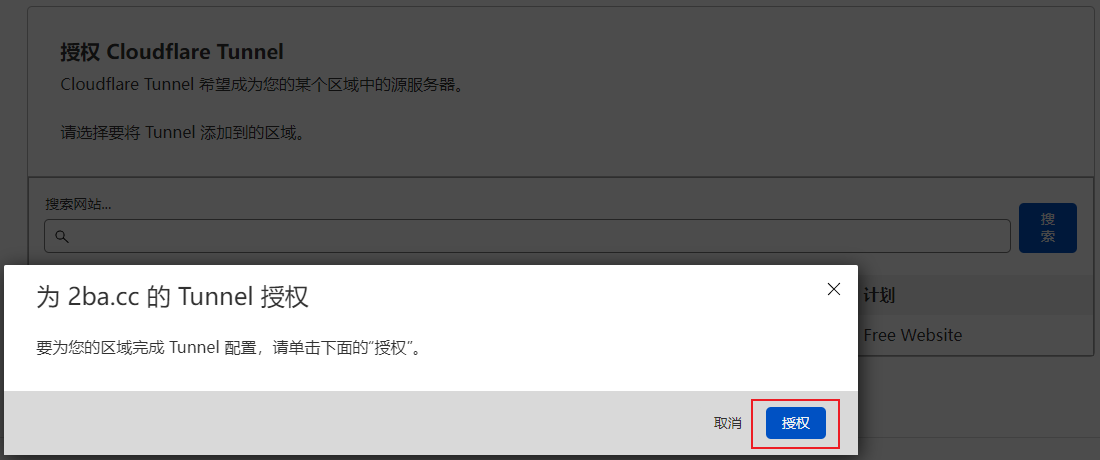 授权 Cloudflare Tunnel
Cloudflare Tunnel 希望成为您的某个区域中的源服务器。
请选择要将 Tunnel 添加到的区域。
搜索网站...
搜
索
为 2ba.cc 的 Tunnel 授权
要为您的区域完成 Tunnel 配置，请单击下面的“授权”。
计划
Free Website
取消
授权